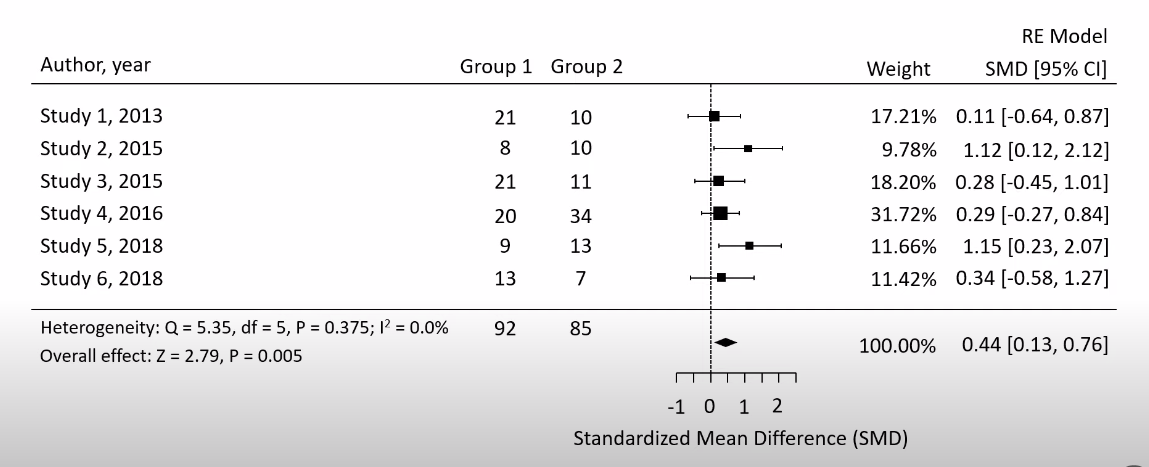 RE Model
Author, year Group 1 Group 2 Weight SMD [95% CI]
Study 1, 2013 21 10 17.21% 0.11 [-0.64, 0.87]
Study 2, 2015 8 10 9.78% 1.12 [0.12, 2.12]
Study 3, 2015 21 11 18.20% 0.28 [-0.45, 1.01]
Study 4, 2016 20 34 31.72% 0.29 [-0.27, 0.84]
Study 5, 2018 9 13 11.66% 1.15 [0.23, 2.07]
Study 6, 2018 13 7 11.42% 0.34 [-0.58, 1.27]
Heterogeneity: Q = 5.35, df = 5, P = 0.375; I² = 0.0% 92 85
Overall effect: Z = 2.79, P = 0.005 100.00% 0.44 [0.13, 0.76]
-1 0 1 2
Standardized Mean Difference (SMD)